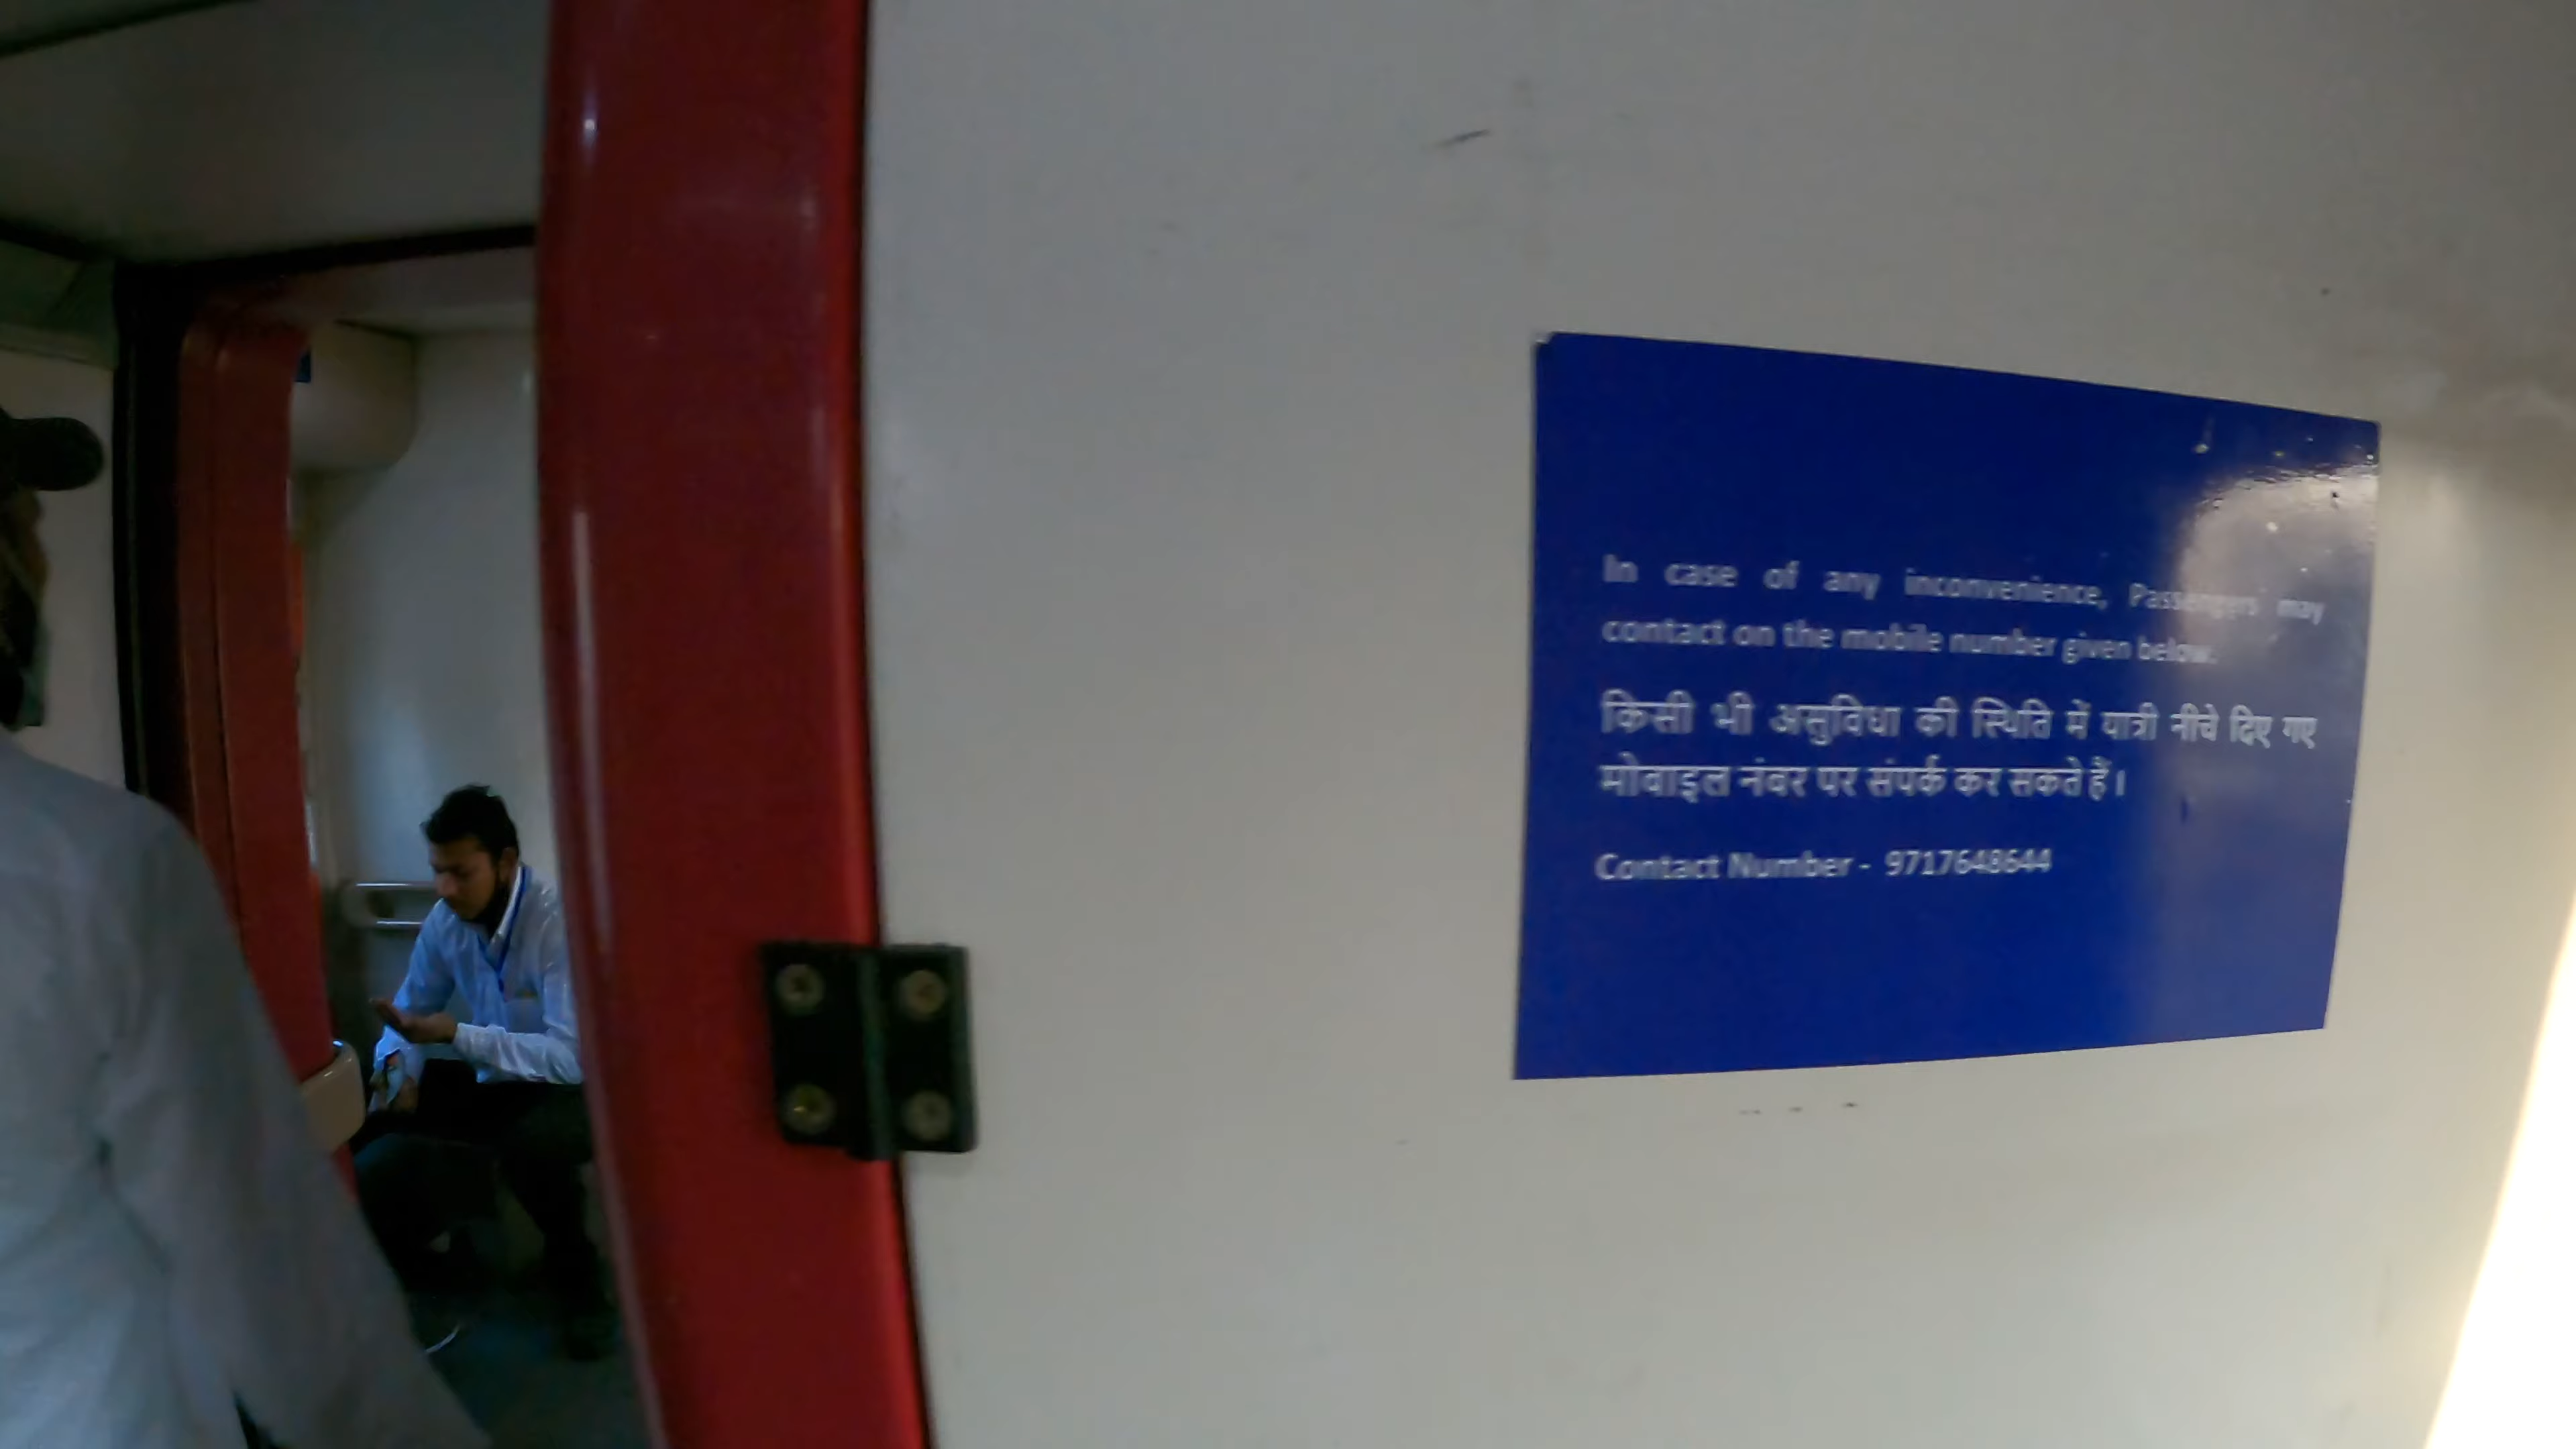 In case of any inconvenience, Passengers may
contact on the mobile number given below.
किसी भी असुविधा की स्थिति में यात्री नीचे दिए गए
मोबाइल नंबर पर संपर्क कर सकते हैं।
Contact Number - 9717648644